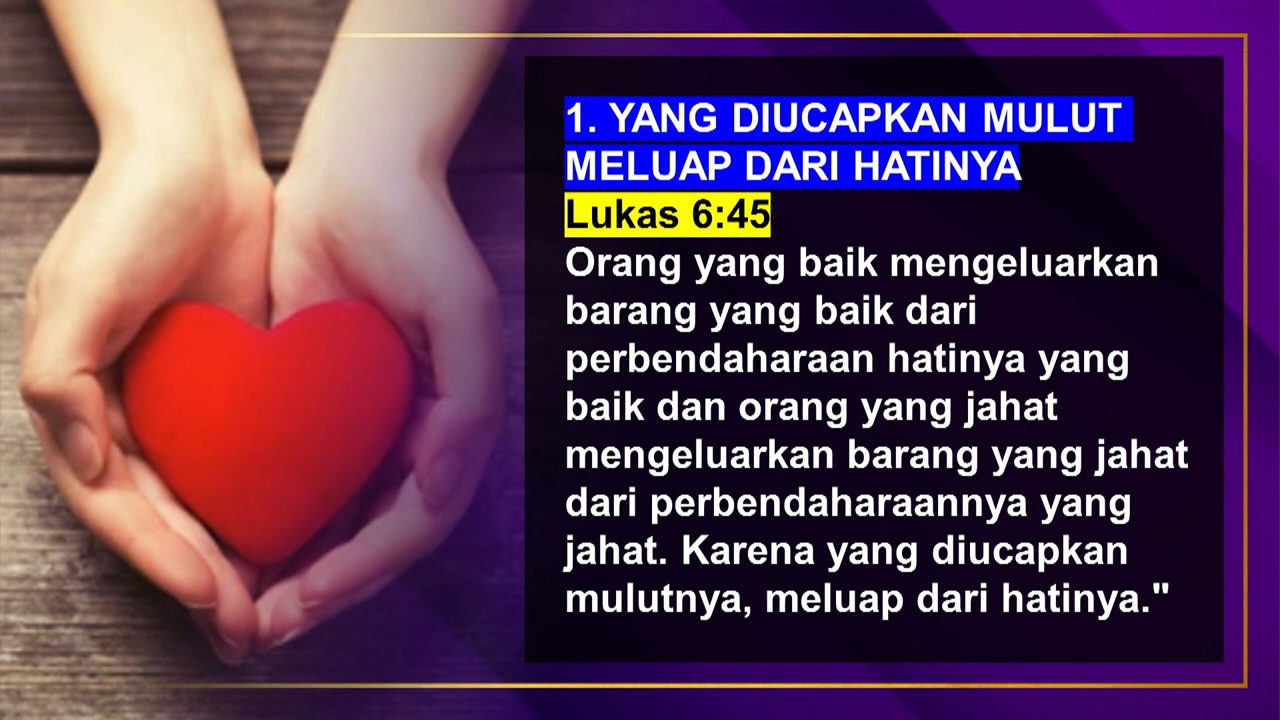 1. YANG DIUCAPKAN MULUT
MELUAP DARI HATINYA
Lukas 6:45
Orang yang baik mengeluarkan
barang yang baik dari
perbendaharaan hatinya yang
baik dan orang yang jahat
mengeluarkan barang yang jahat
dari perbendaharaannya yang
jahat. Karena yang diucapkan
mulutnya, meluap dari hatinya."